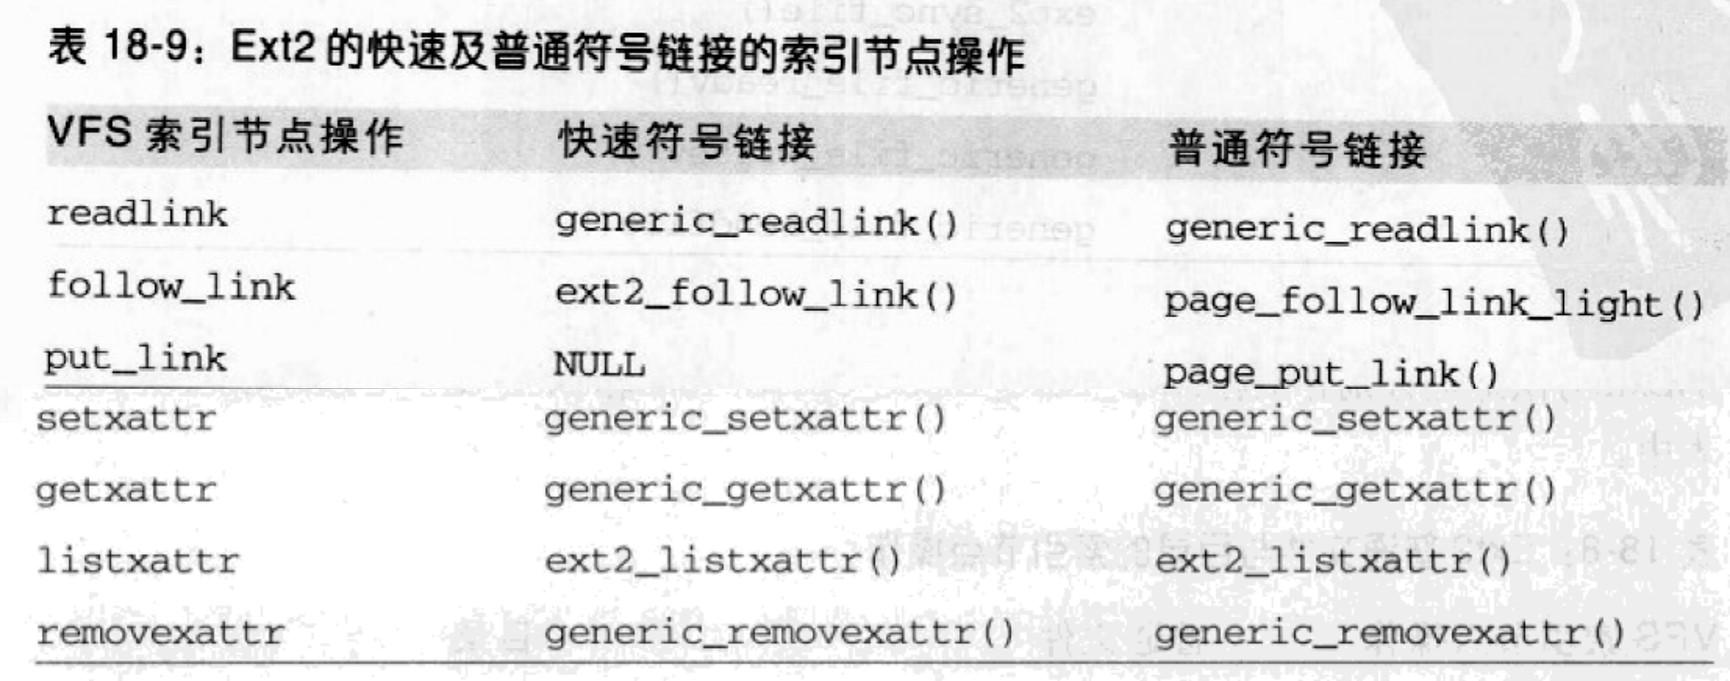 表 18-9：Ext2 的快速及普通符号链接的索引节点操作
VFS 索引节点操作 快速符号链接 普通符号链接
readlink generic_readlink() generic_readlink()
follow_link ext2_follow_link() page_follow_link_light()
put_link NULL page_put_link()
setxattr generic_setxattr() generic_setxattr()
getxattr generic_getxattr() generic_getxattr()
listxattr ext2_listxattr() ext2_listxattr()
removexattr generic_removexattr() generic_removexattr()